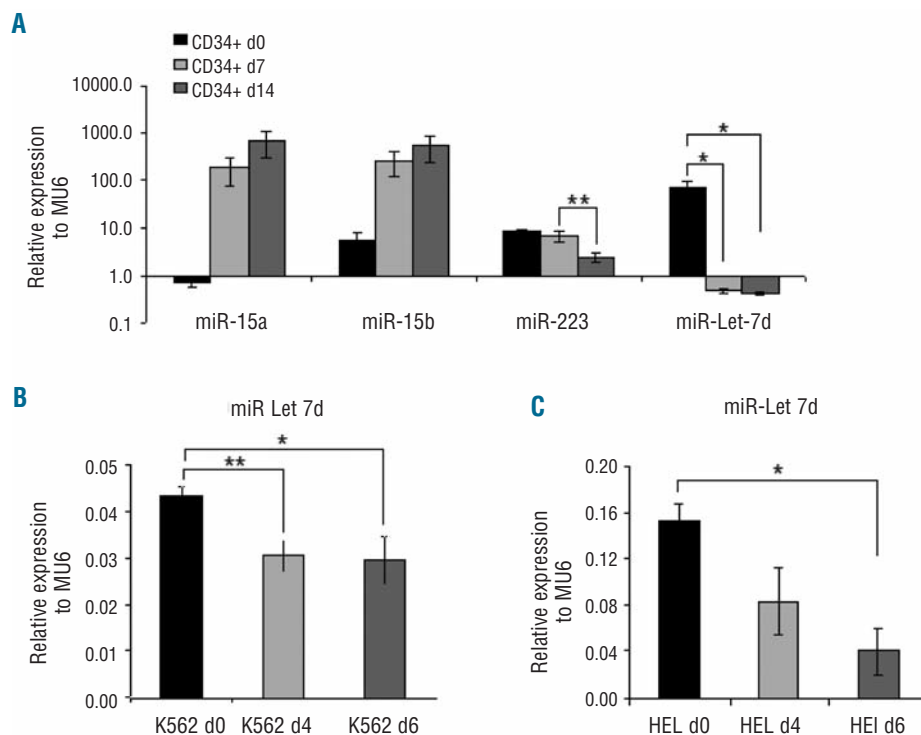 A
CD34+ d0
CD34+ d7
CD34+ d14
Relative expression
to MU6
10000.0
1000.0
100.0
10.0
1.0
0.1
*
*
**
miR-15a miR-15b miR-223 miR-Let-7d
B
miR Let 7d
Relative expression
to MU6
0.05
0.04
0.03
0.02
0.01
0.00
*
**
K562 d0 K562 d4 K562 d6
C
miR-Let 7d
Relative expression
to MU6
0.20
0.16
0.12
0.08
0.04
0.00
*
HEL d0 HEL d4 HEl d6